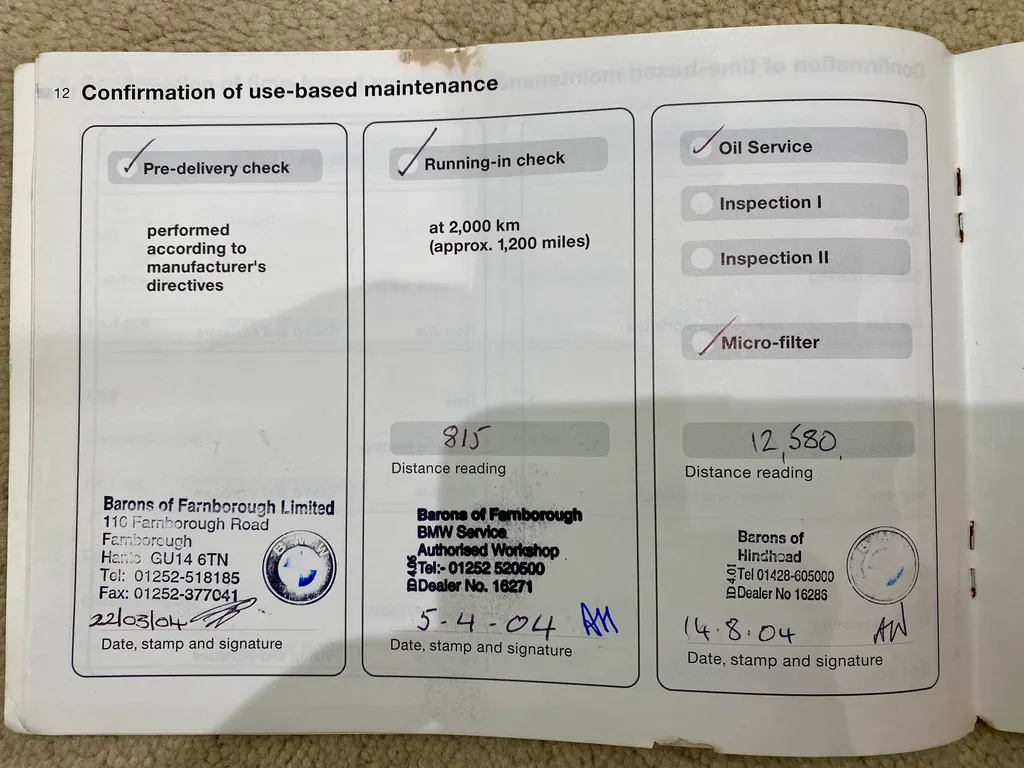 12 Confirmation of use-based maintenance
Pre-delivery check
performed
according to
manufacturer's
directives
Barons of Farnborough Limited
110 Farnborough Road
Farnborough
Hants GU14 6TN
Tel: 01252-518185
Fax: 01252-377041
BMW
22/03/04
Date, stamp and signature
Running-in check
at 2,000 km
(approx. 1,200 miles)
815
Distance reading
Barons of Farnborough
BMW Service
Authorised Workshop
Tel:- 01252 520500
Dealer No. 16271
5-4-04 AH
Date, stamp and signature
Oil Service
Inspection I
Inspection II
Micro-filter
12,580
Distance reading
Barons of
Hindhead
Tel 01428-605000
Dealer No 16286
14.8.04 AW
Date, stamp and signature